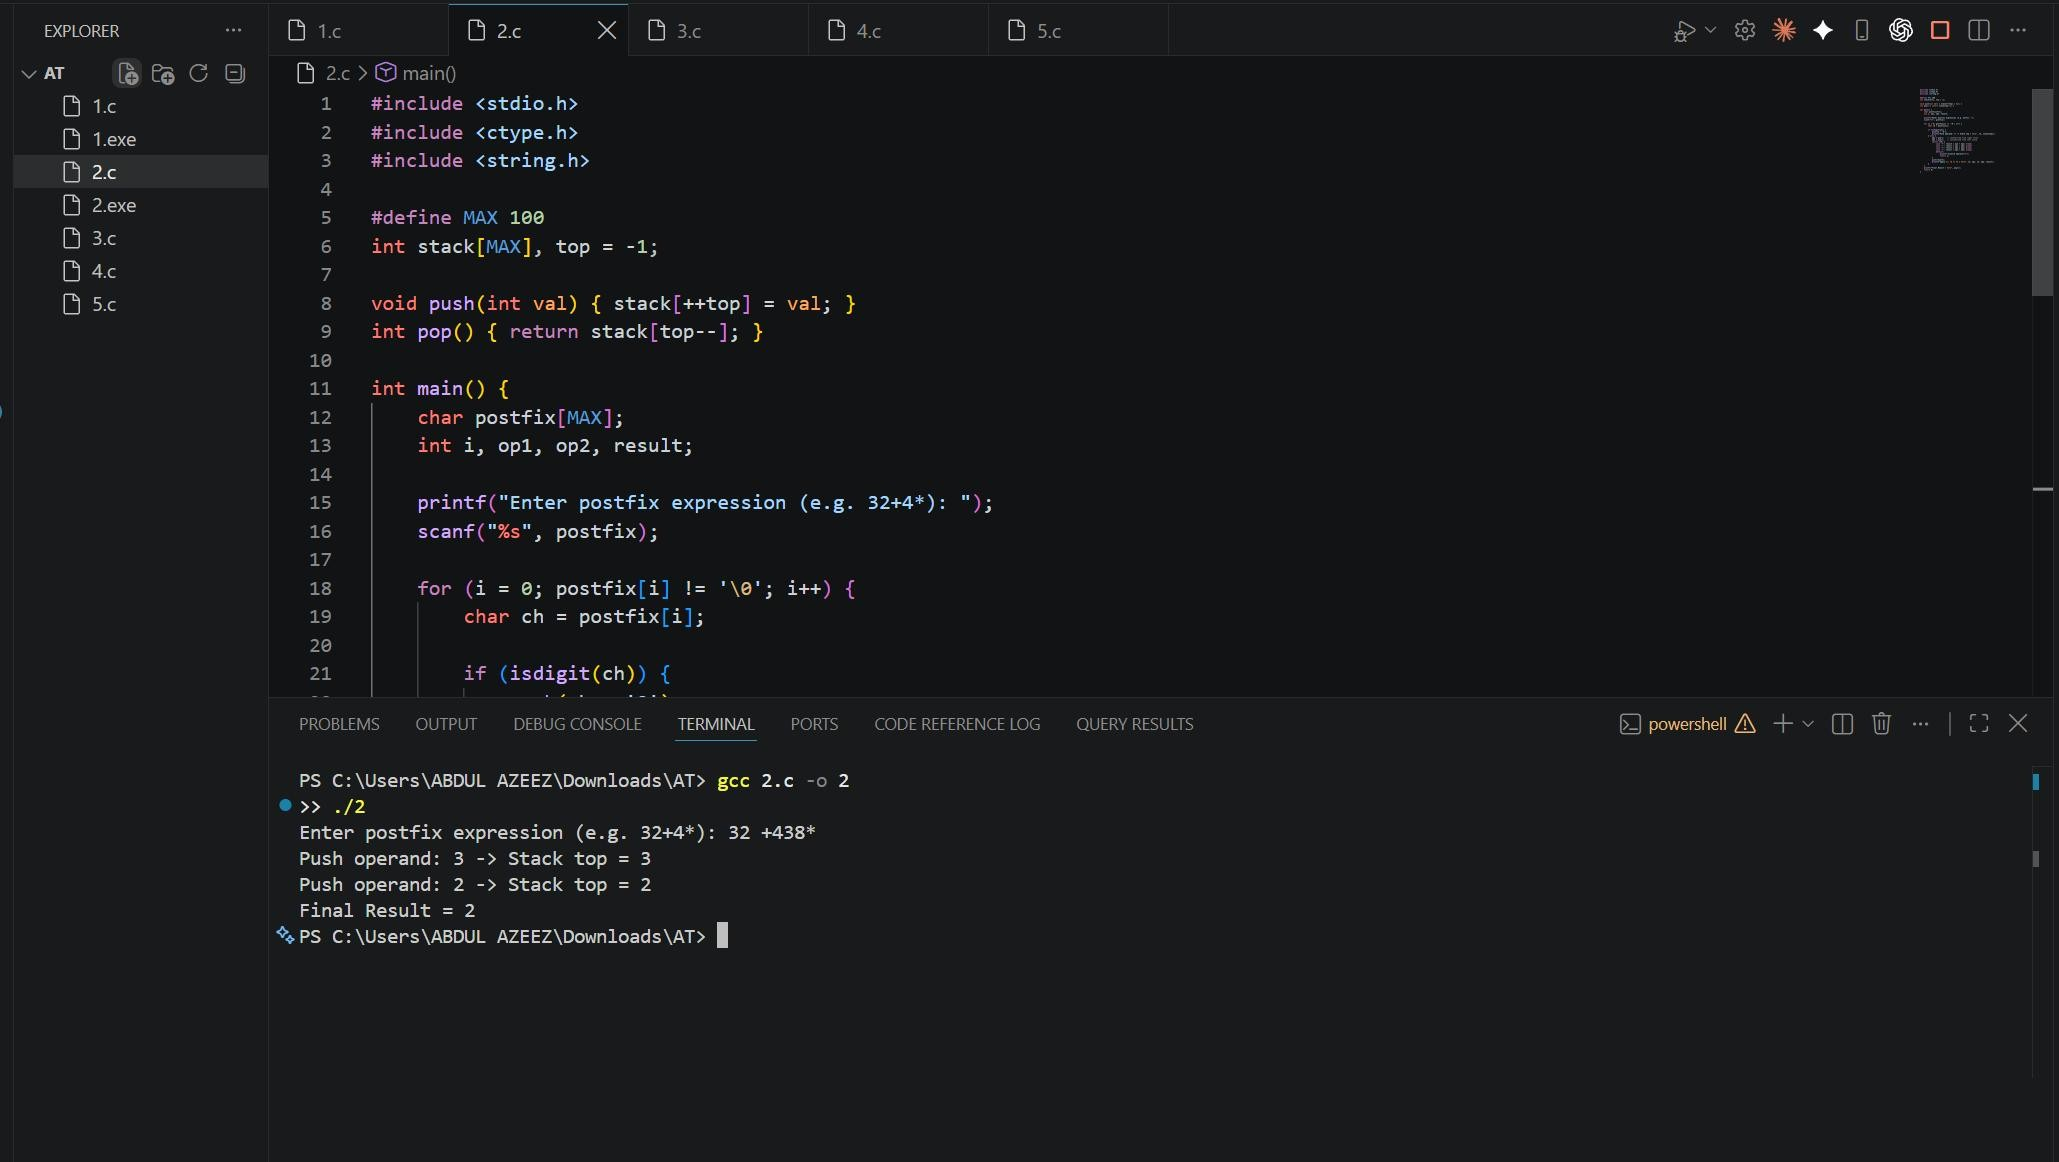 EXPLORER
AT
1.c
1.exe
2.c
2.exe
3.c
4.c
5.c
1.c
2.c
3.c
4.c
5.c
2.c > main()
1 #include <stdio.h>
2 #include <ctype.h>
3 #include <string.h>
4
5 #define MAX 100
6 int stack[MAX], top = -1;
7
8 void push(int val) { stack[++top] = val; }
9 int pop() { return stack[top--]; }
10
11 int main() {
12 char postfix[MAX];
13 int i, op1, op2, result;
14
15 printf("Enter postfix expression (e.g. 32+4*): ");
16 scanf("%s", postfix);
17
18 for (i = 0; postfix[i] != '\0'; i++) {
19 char ch = postfix[i];
20
21 if (isdigit(ch)) {
PROBLEMS OUTPUT DEBUG CONSOLE TERMINAL PORTS CODE REFERENCE LOG QUERY RESULTS
powershell
PS C:\Users\ABDUL AZEEZ\Downloads\AT> gcc 2.c -o 2
>> ./2
Enter postfix expression (e.g. 32+4*): 32 +438*
Push operand: 3 -> Stack top = 3
Push operand: 2 -> Stack top = 2
Final Result = 2
PS C:\Users\ABDUL AZEEZ\Downloads\AT>